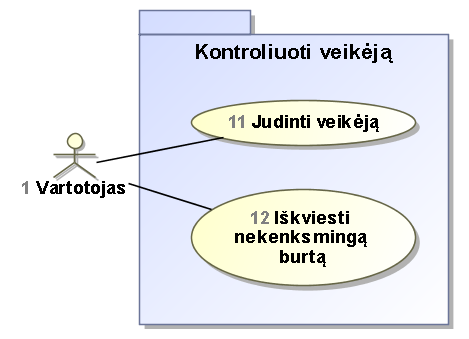 Kontroliuoti veikėją
11 Judinti veikėją
1 Vartotojas
12 Iškviesti
nekenksmingą
burtą